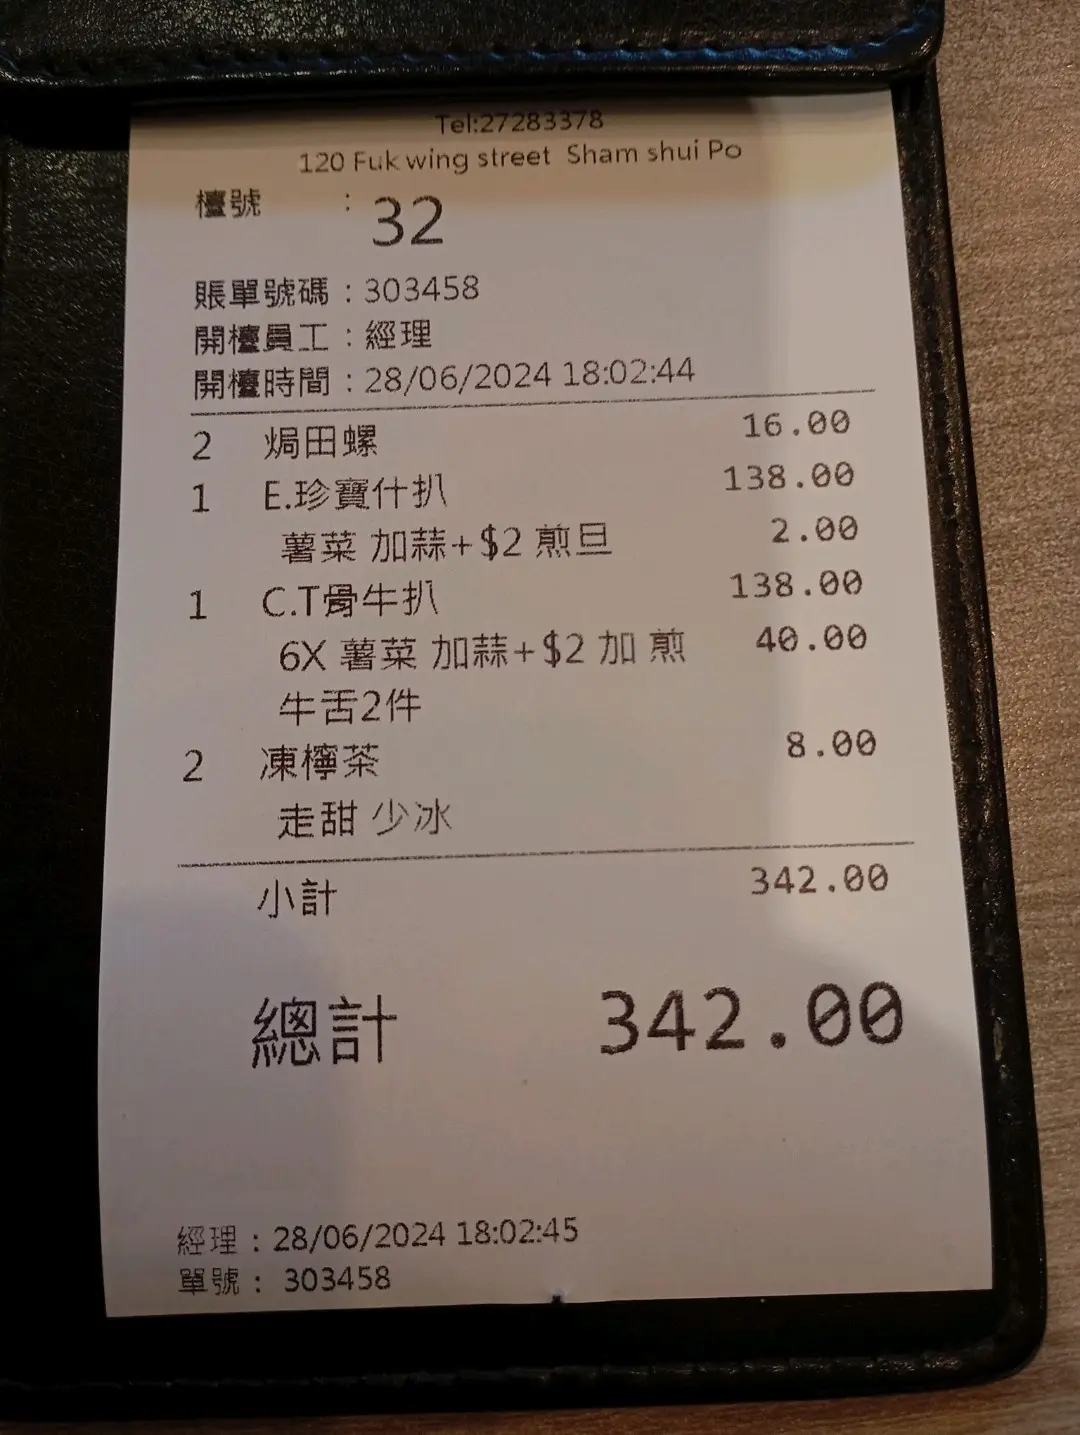 Tel:27283378
120 Fuk wing street Sham shui Po
檯號 : 32
賬單號碼 : 303458
開檯員工 : 經理
開檯時間 : 28/06/2024 18:02:44
2 焗田螺 16.00
1 E.珍寶什扒 138.00
薯菜 加蒜+$2 煎旦 2.00
1 C.T骨牛扒 138.00
6X 薯菜 加蒜+$2 加 煎 40.00
牛舌2件
2 凍檸茶 8.00
走甜 少冰
小計 342.00
總計 342.00
經理 : 28/06/2024 18:02:45
單號 : 303458